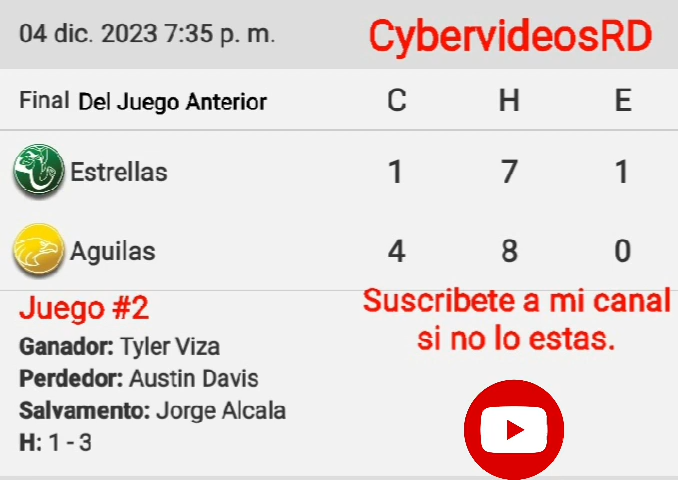 04 dic. 2023 7:35 p. m. CybervideosRD
Final Del Juego Anterior C H E
Estrellas 1 7 1
Aguilas 4 8 0
Juego #2
Suscribete a mi canal
si no lo estas.
Ganador: Tyler Viza
Perdedor: Austin Davis
Salvamento: Jorge Alcala
H: 1 - 3